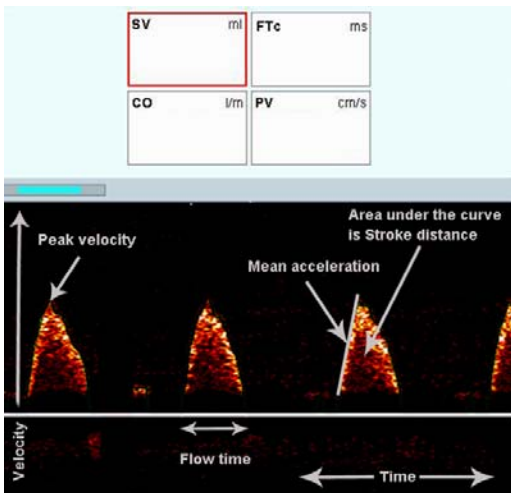 SV ml
FTc ms
CO l/m
PV cm/s
Peak velocity
Area under the curve
is Stroke distance
Mean acceleration
Velocity
Flow time
Time